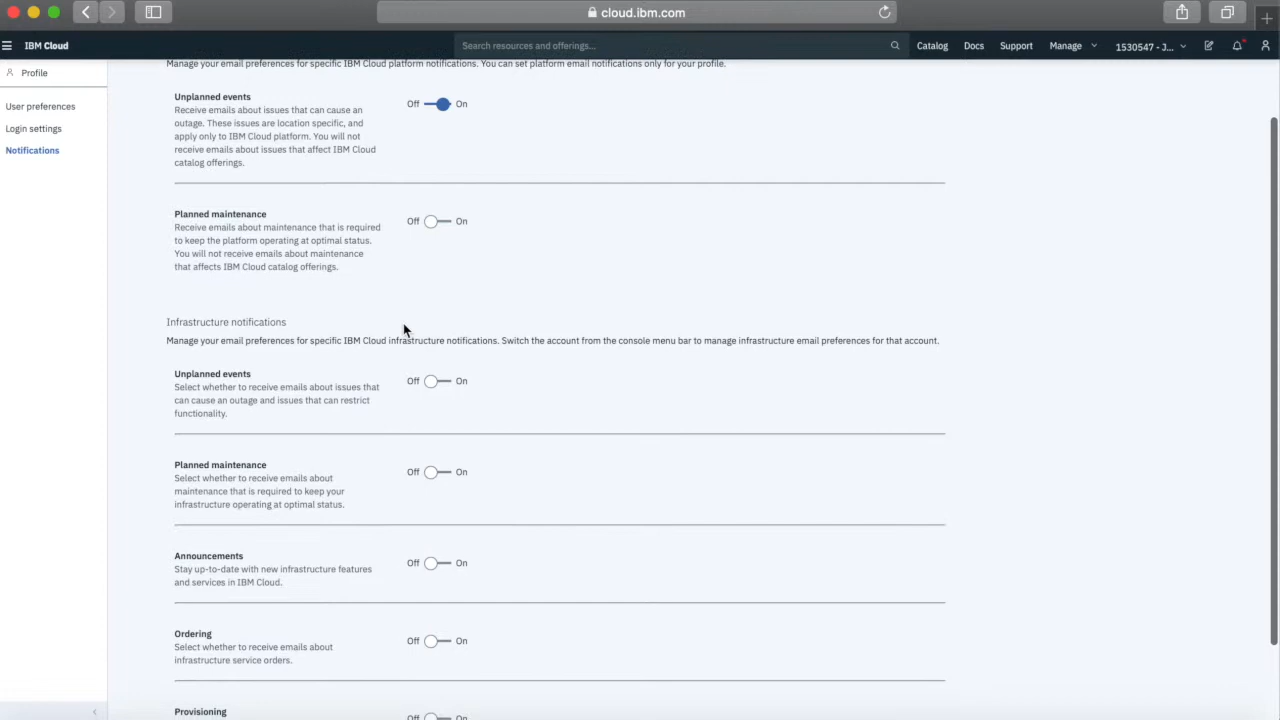 cloud.ibm.com
IBM Cloud
Search resources and offerings...
Catalog
Docs
Support
Manage
1530547 - J...
Profile
User preferences
Login settings
Notifications
Manage your email preferences for specific IBM Cloud platform notifications. You can set platform email notifications only for your profile.
Unplanned events
Off On
Receive emails about issues that can cause an
outage. These issues are location specific, and
apply only to IBM Cloud platform. You will not
receive emails about issues that affect IBM Cloud
catalog offerings.
Planned maintenance
Off On
Receive emails about maintenance that is required
to keep the platform operating at optimal status.
You will not receive emails about maintenance
that affects IBM Cloud catalog offerings.
Infrastructure notifications
Manage your email preferences for specific IBM Cloud infrastructure notifications. Switch the account from the console menu bar to manage infrastructure email preferences for that account.
Unplanned events
Off On
Select whether to receive emails about issues that
can cause an outage and issues that can restrict
functionality.
Planned maintenance
Off On
Select whether to receive emails about
maintenance that is required to keep your
infrastructure operating at optimal status.
Announcements
Off On
Stay up-to-date with new infrastructure features
and services in IBM Cloud.
Ordering
Off On
Select whether to receive emails about
infrastructure service orders.
Provisioning
Off On